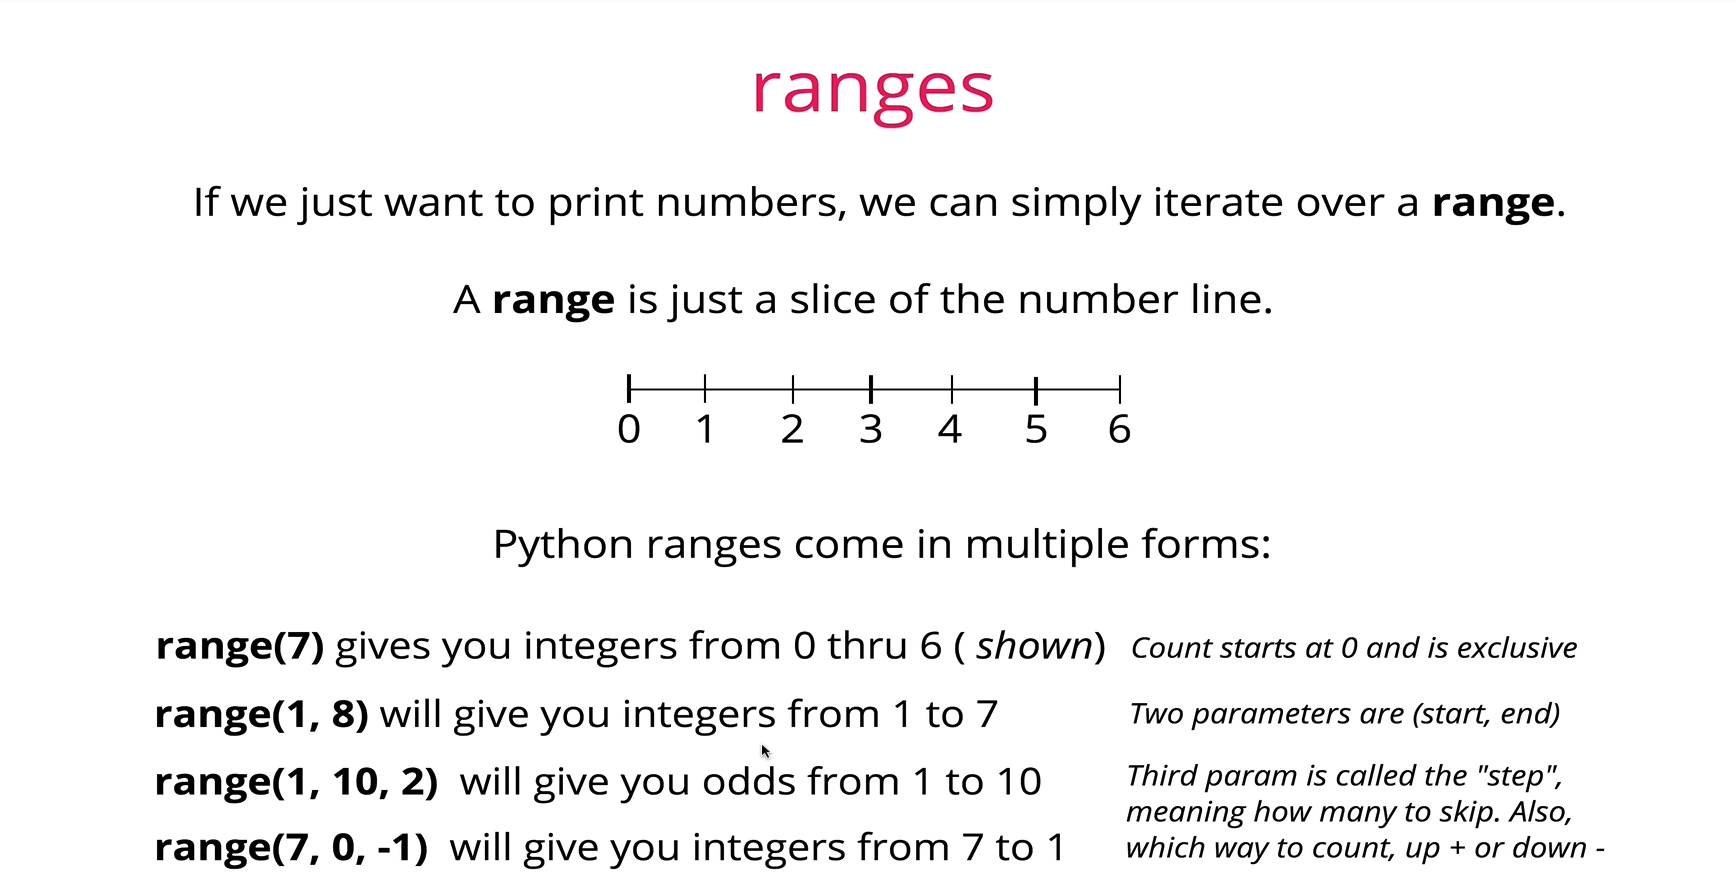 ranges
If we just want to print numbers, we can simply iterate over a range.
A range is just a slice of the number line.
0 1 2 3 4 5 6
Python ranges come in multiple forms:
range(7) gives you integers from 0 thru 6 ( shown) Count starts at 0 and is exclusive
range(1, 8) will give you integers from 1 to 7 Two parameters are (start, end)
range(1, 10, 2) will give you odds from 1 to 10
Third param is called the "step",
meaning how many to skip. Also,
which way to count, up + or down -
range(7, 0, -1) will give you integers from 7 to 1